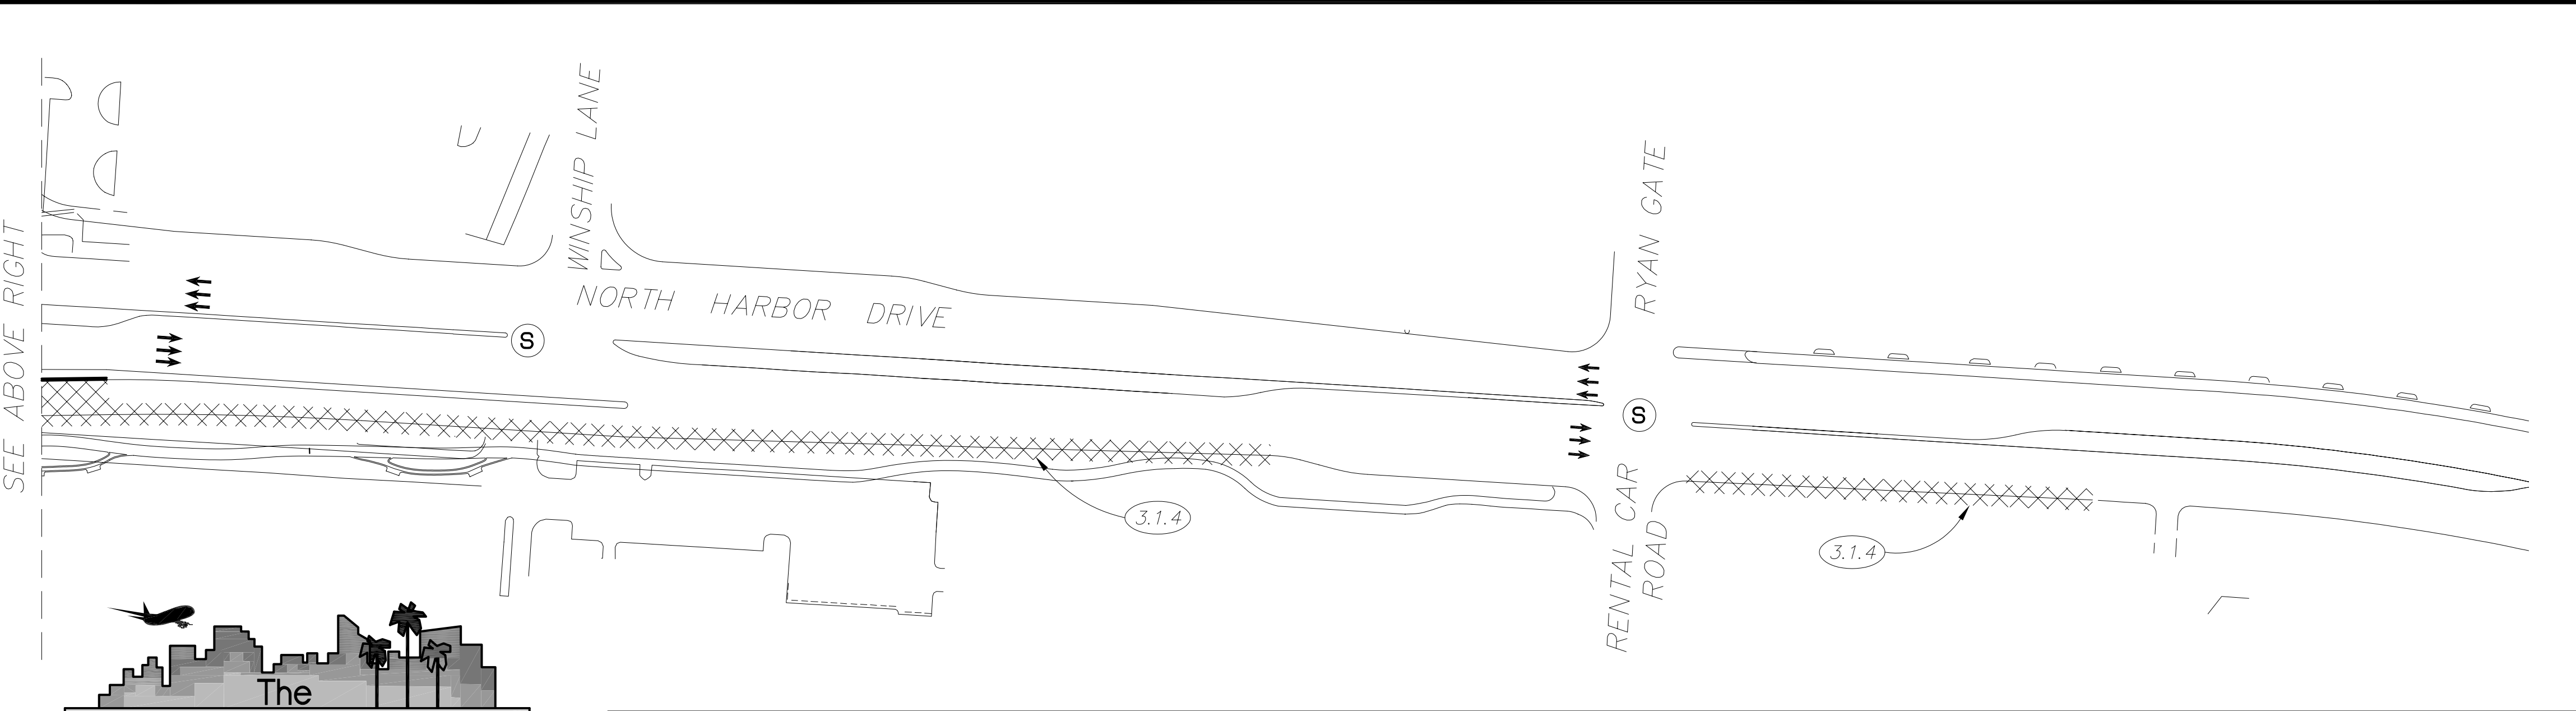 SEE ABOVE RIGHT
WINSHIP LANE
NORTH HARBOR DRIVE
RYAN GATE
S
S
3.1.4
RENTAL CAR
ROAD
3.1.4
The